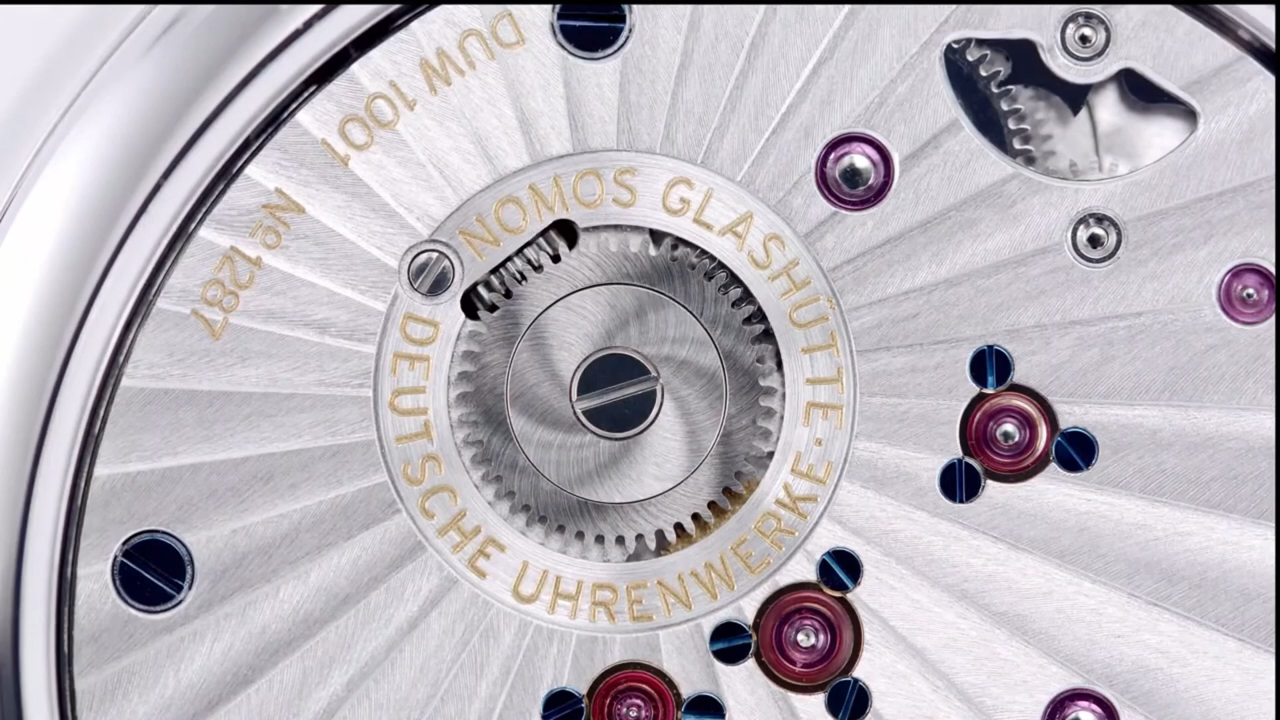 DUW 1001
№ 1287
NOMOS GLASHÜTTE · DEUTSCHE UHRENWERKE